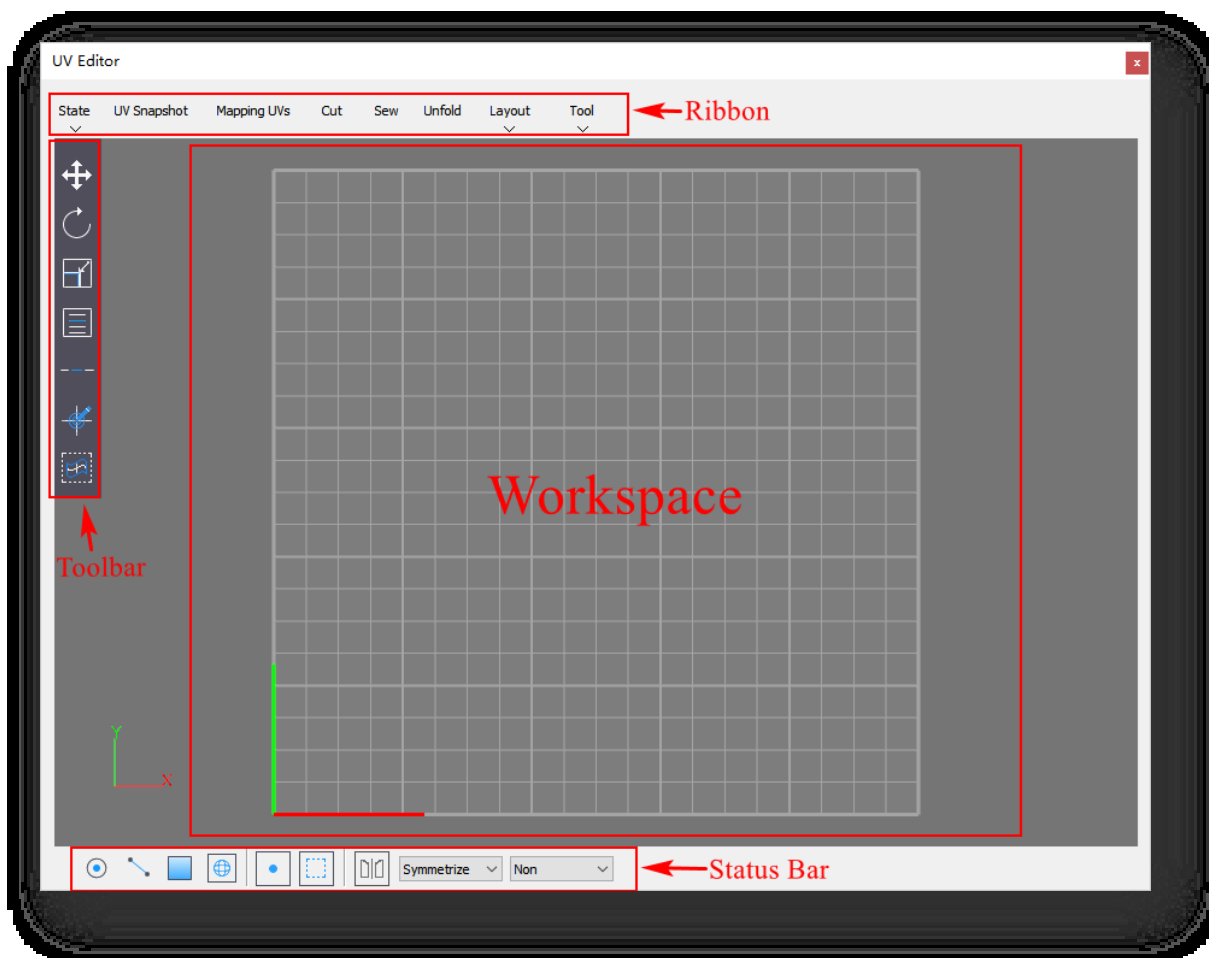 UV Editor
x
State UV Snapshot Mapping UVs Cut Sew Unfold Layout Tool
Ribbon
Workspace
Toolbar
Y
X
Symmetrize Non
Status Bar